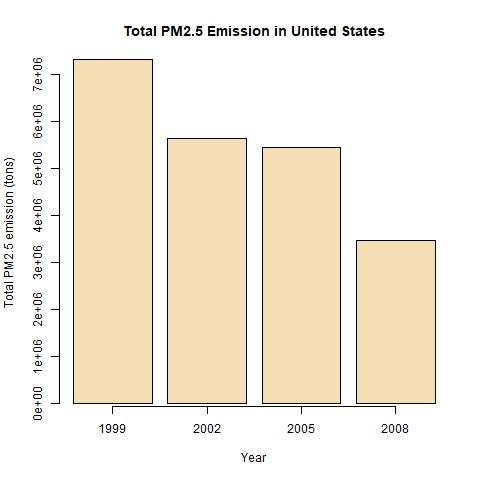 Total PM2.5 Emission in United States
Total PM2.5 emission (tons)
7e+06
6e+06
5e+06
4e+06
3e+06
2e+06
1e+06
0e+00
1999 2002 2005 2008
Year